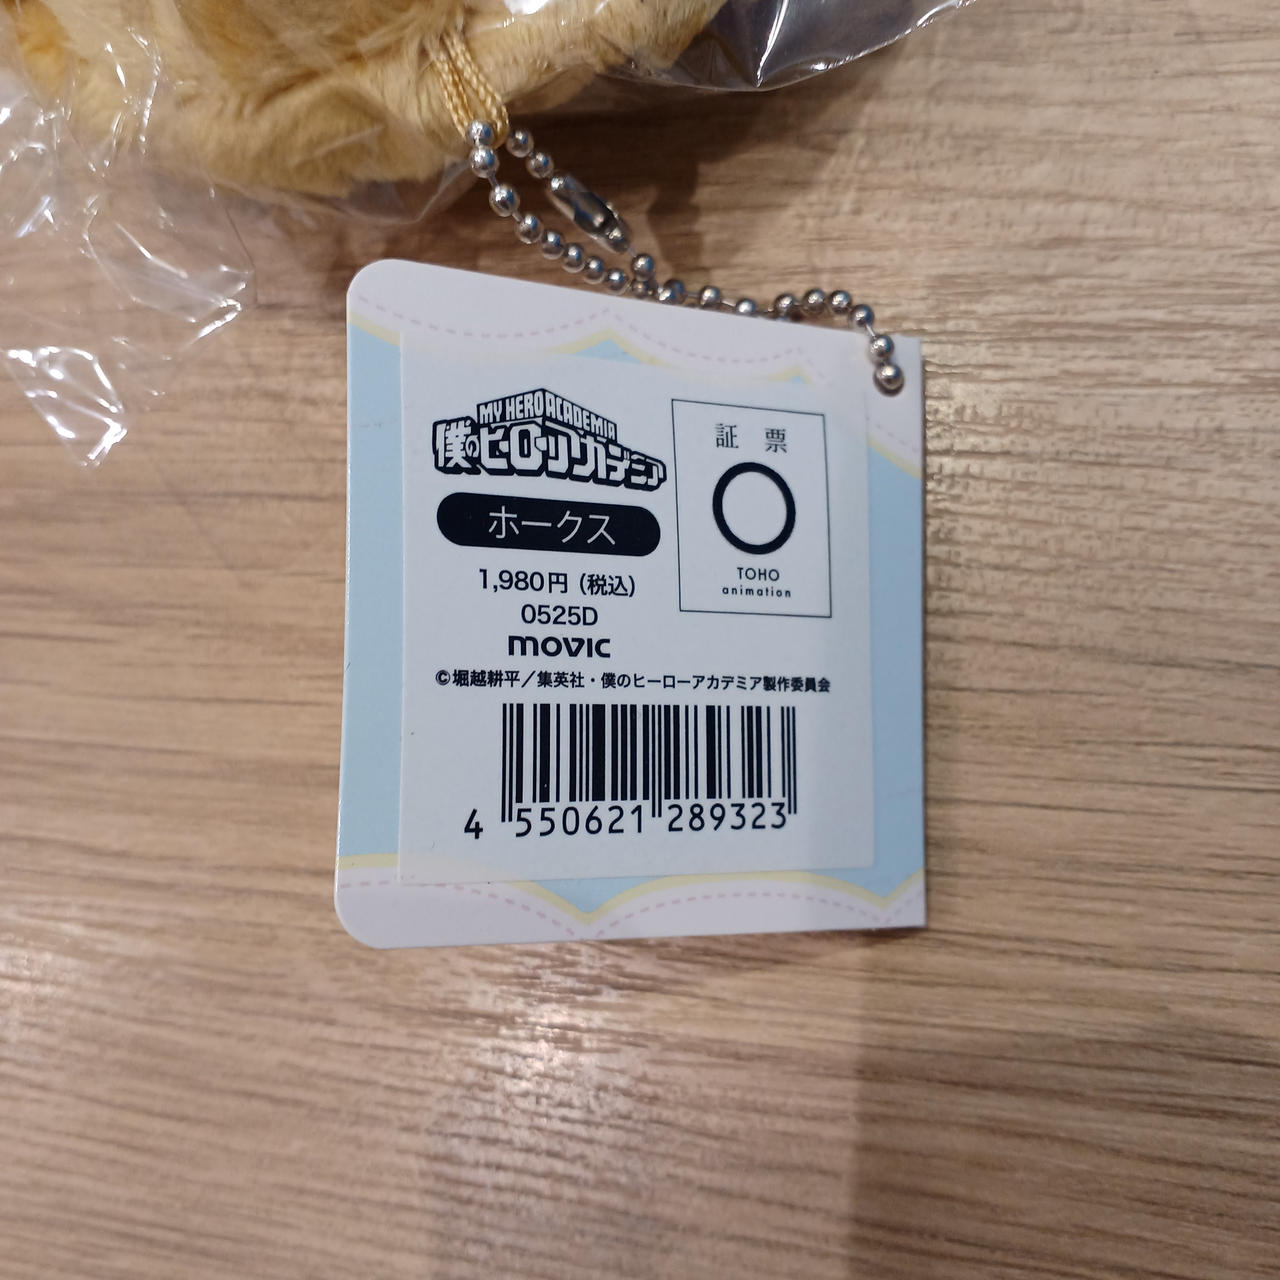 MY HERO ACADEMIA
僕のヒーローアカデミア
ホークス
1,980円（税込）
0525D
movic
証票
TOHO
animation
©堀越耕平／集英社・僕のヒーローアカデミア製作委員会
4 550621 289323